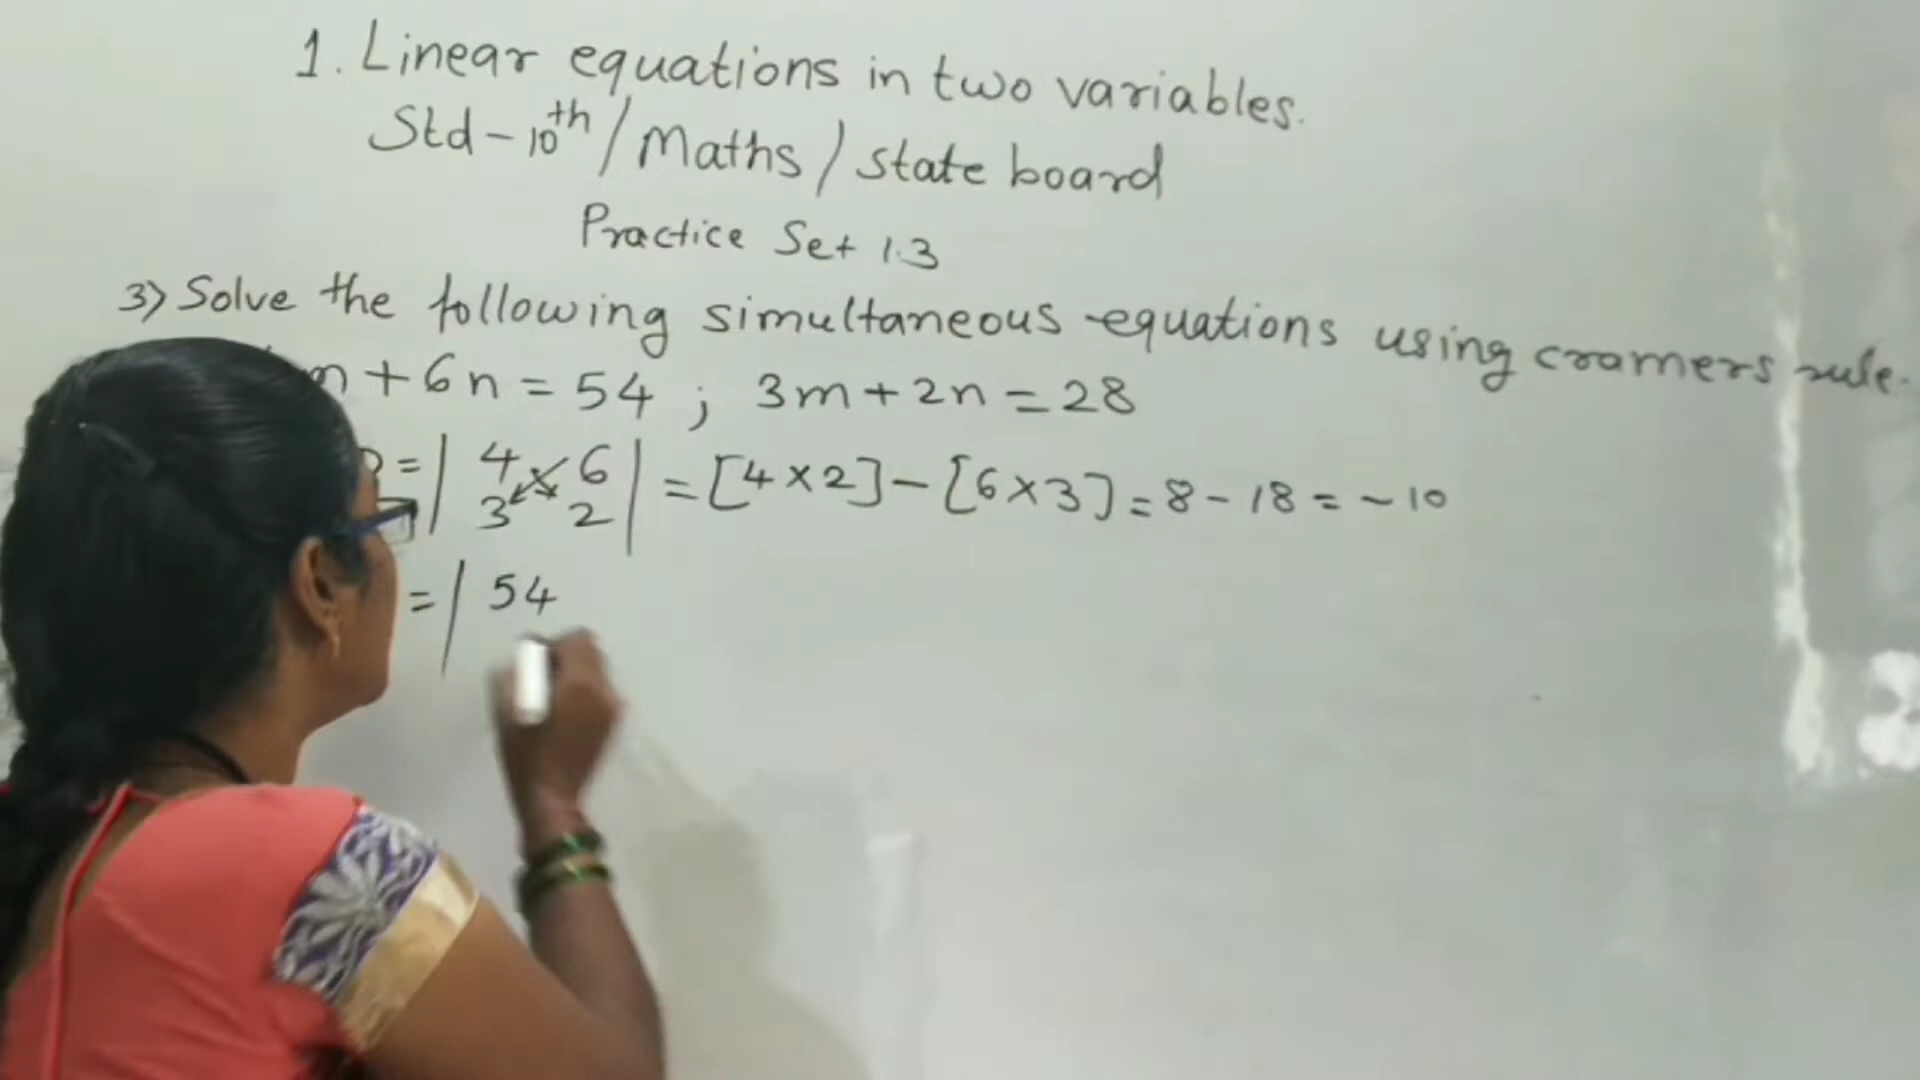 1. Linear equations in two variables.
Std - 10th / Maths / state board
Practice Set 1.3
3) Solve the following simultaneous equations using cramers rule.
m + 6n = 54 ; 3m + 2n = 28
= | 4 6 | = [4 × 2] - [6 × 3] = 8 - 18 = -10
3 2
= | 54